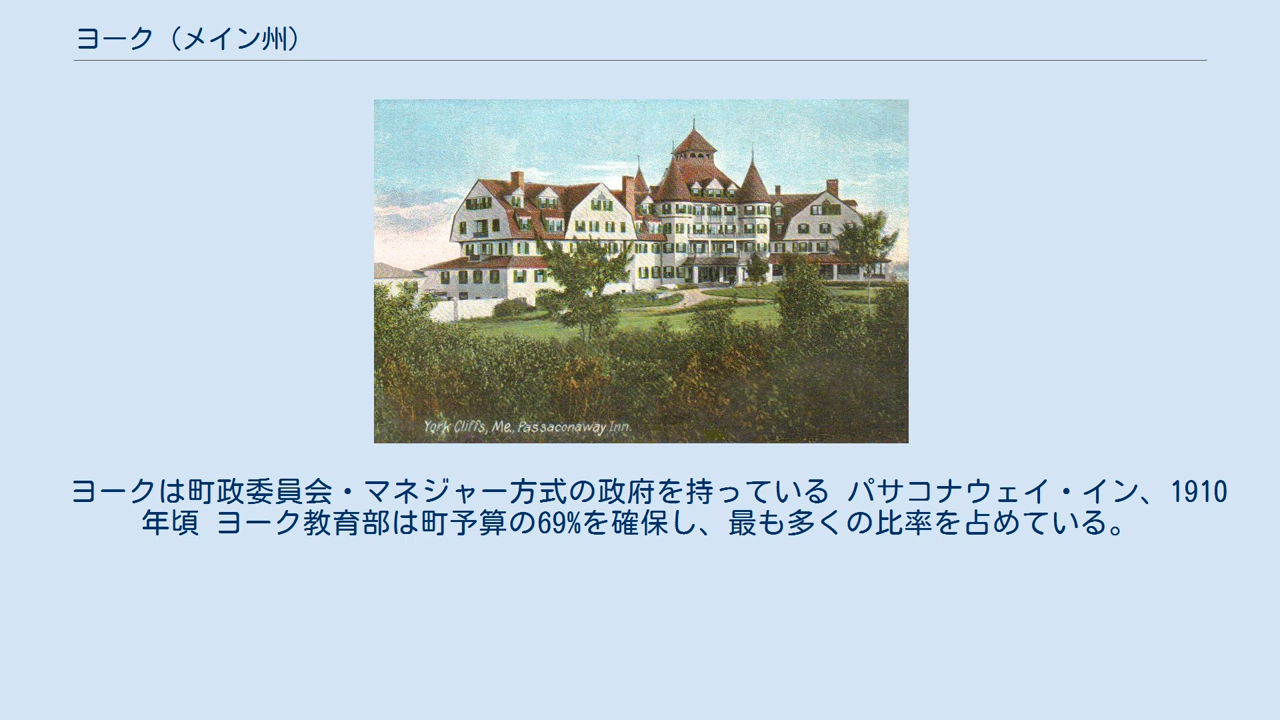 ヨーク（メイン州）
York Cliffs, Me., Passaconaway Inn.
ヨークは町政委員会・マネジャー方式の政府を持っている パサコナウェイ・イン、1910
年頃 ヨーク教育部は町予算の69%を確保し、最も多くの比率を占めている。